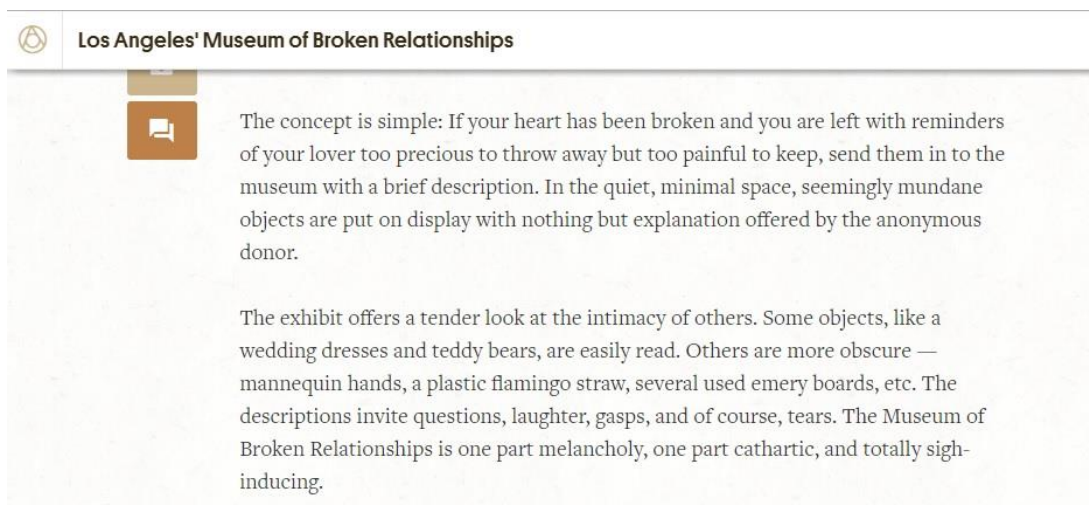 Los Angeles' Museum of Broken Relationships
The concept is simple: If your heart has been broken and you are left with reminders
of your lover too precious to throw away but too painful to keep, send them in to the
museum with a brief description. In the quiet, minimal space, seemingly mundane
objects are put on display with nothing but explanation offered by the anonymous
donor.
The exhibit offers a tender look at the intimacy of others. Some objects, like a
wedding dresses and teddy bears, are easily read. Others are more obscure —
mannequin hands, a plastic flamingo straw, several used emery boards, etc. The
descriptions invite questions, laughter, gasps, and of course, tears. The Museum of
Broken Relationships is one part melancholy, one part cathartic, and totally sigh-
inducing.